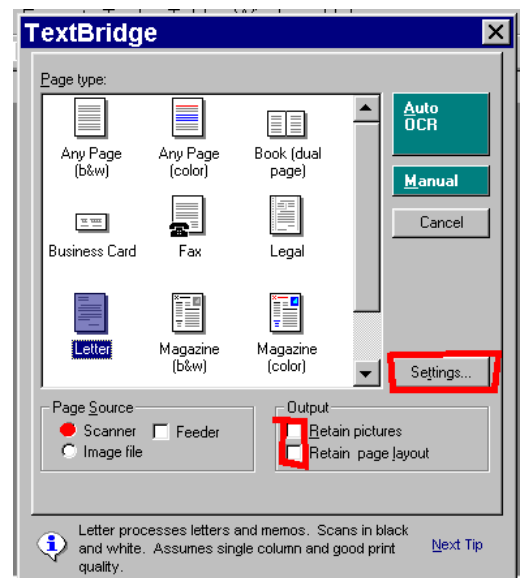 TextBridge
Page type:
Any Page
(b&w)
Any Page
(color)
Book (dual
page)
Auto
OCR
Manual
Cancel
Business Card
Fax
Legal
Letter
Magazine
(b&w)
Magazine
(color)
Settings...
Page Source
Scanner
Feeder
Image file
Output
Retain pictures
Retain page layout
Letter processes letters and memos. Scans in black
and white. Assumes single column and good print
quality.
Next Tip